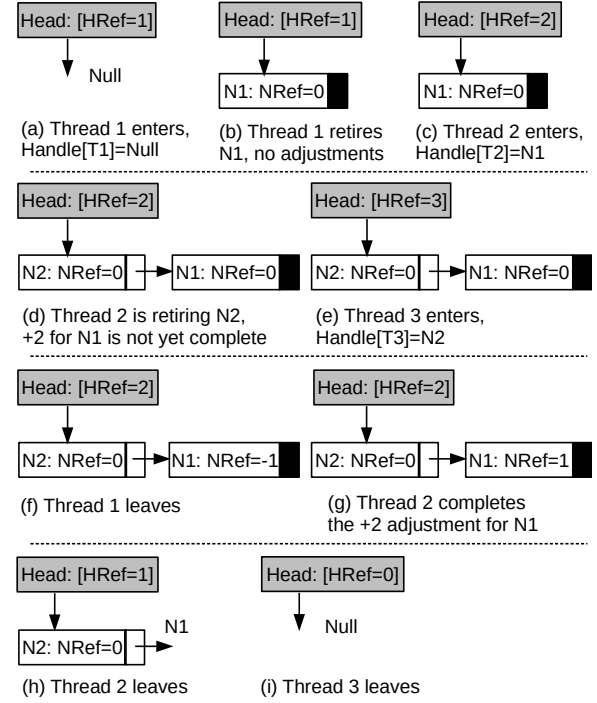 Head: [HRef=1]
Null
(a) Thread 1 enters,
Handle[T1]=Null
Head: [HRef=1]
N1: NRef=0
(b) Thread 1 retires
N1, no adjustments
Head: [HRef=2]
N1: NRef=0
(c) Thread 2 enters,
Handle[T2]=N1
Head: [HRef=2]
N2: NRef=0
N1: NRef=0
(d) Thread 2 is retiring N2,
+2 for N1 is not yet complete
Head: [HRef=3]
N2: NRef=0
N1: NRef=0
(e) Thread 3 enters,
Handle[T3]=N2
Head: [HRef=2]
N2: NRef=0
N1: NRef=-1
(f) Thread 1 leaves
Head: [HRef=2]
N2: NRef=0
N1: NRef=1
(g) Thread 2 completes
the +2 adjustment for N1
Head: [HRef=1]
N2: NRef=0
N1
(h) Thread 2 leaves
Head: [HRef=0]
Null
(i) Thread 3 leaves